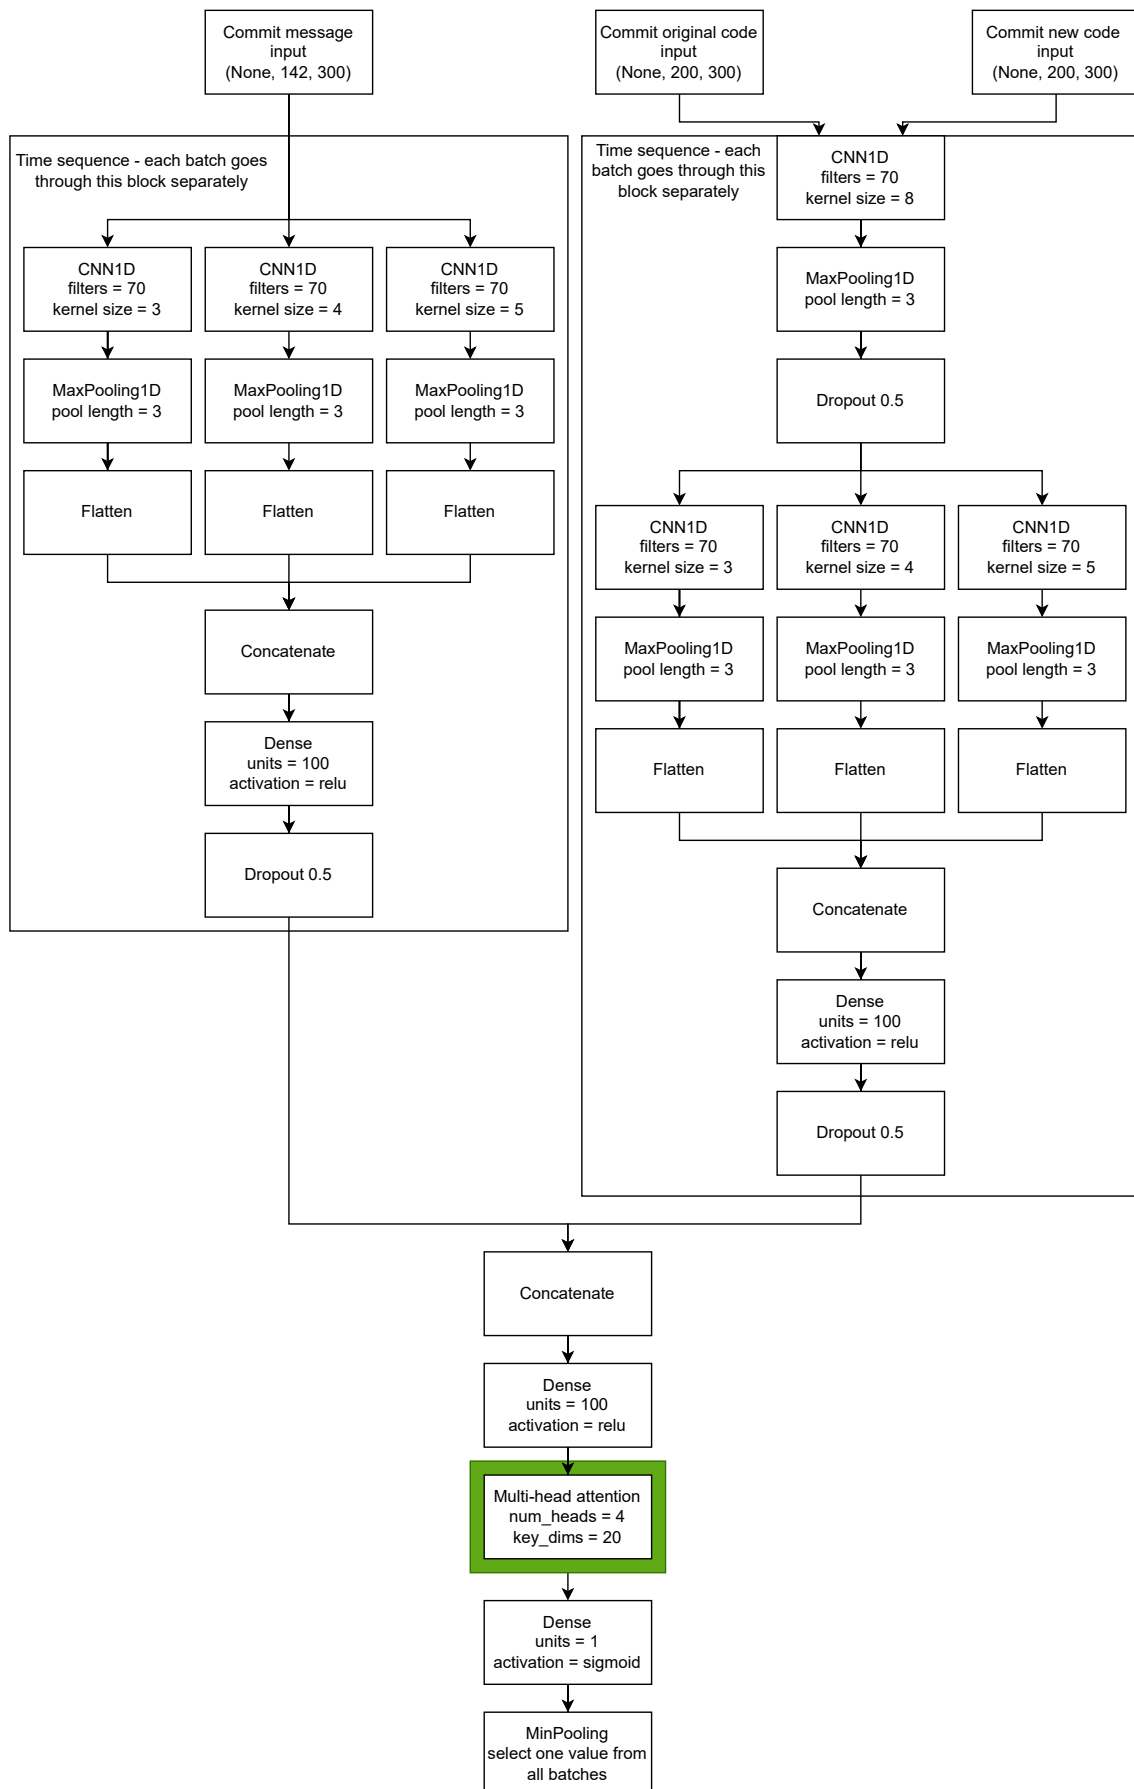 Commit message
input
(None, 142, 300)
Commit original code
input
(None, 200, 300)
Commit new code
input
(None, 200, 300)
Time sequence - each batch goes
through this block separately
CNN1D
filters = 70
kernel size = 3
CNN1D
filters = 70
kernel size = 4
CNN1D
filters = 70
kernel size = 5
MaxPooling1D
pool length = 3
MaxPooling1D
pool length = 3
MaxPooling1D
pool length = 3
Flatten
Flatten
Flatten
Concatenate
Dense
units = 100
activation = relu
Dropout 0.5
Time sequence - each
batch goes through this
block separately
CNN1D
filters = 70
kernel size = 8
MaxPooling1D
pool length = 3
Dropout 0.5
CNN1D
filters = 70
kernel size = 3
CNN1D
filters = 70
kernel size = 4
CNN1D
filters = 70
kernel size = 5
MaxPooling1D
pool length = 3
MaxPooling1D
pool length = 3
MaxPooling1D
pool length = 3
Flatten
Flatten
Flatten
Concatenate
Dense
units = 100
activation = relu
Dropout 0.5
Concatenate
Dense
units = 100
activation = relu
Multi-head attention
num_heads = 4
key_dims = 20
Dense
units = 1
activation = sigmoid
MinPooling
select one value from
all batches